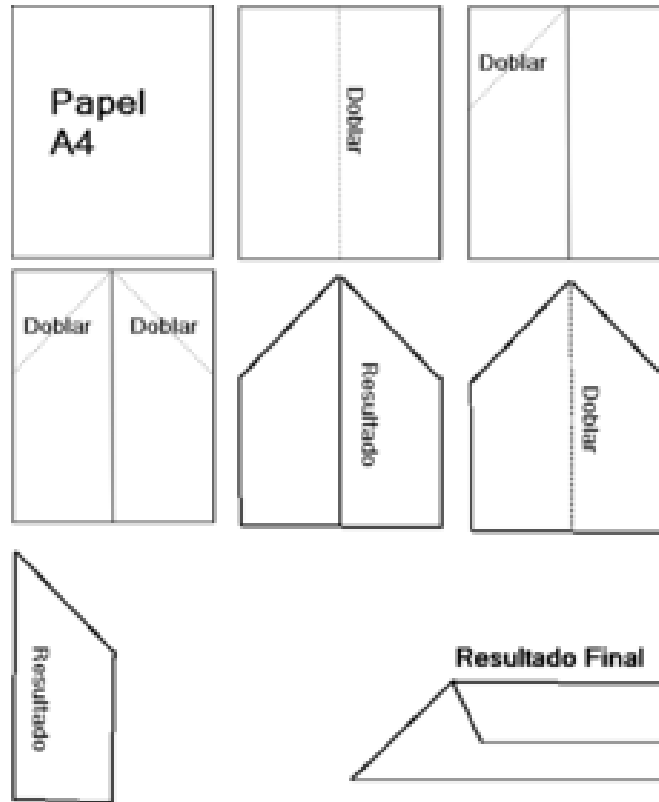 Papel
A4
Doblar
Doblar
Doblar
Doblar
Resultado
Doblar
Resultado
Resultado Final